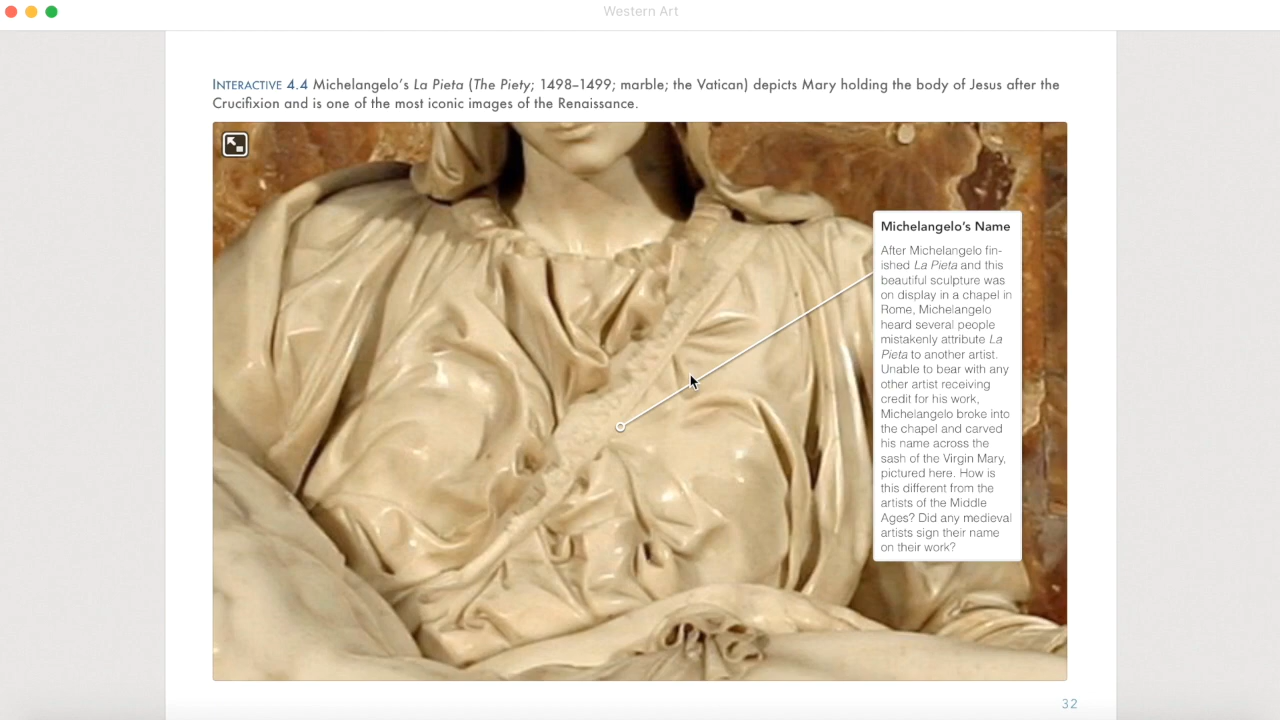 Western Art
INTERACTIVE 4.4 Michelangelo's La Pieta (The Piety; 1498–1499; marble; the Vatican) depicts Mary holding the body of Jesus after the
Crucifixion and is one of the most iconic images of the Renaissance.
Michelangelo's Name
After Michelangelo fin-
ished La Pieta and this
beautiful sculpture was
on display in a chapel in
Rome, Michelangelo
heard several people
mistakenly attribute La
Pieta to another artist.
Unable to bear with any
other artist receiving
credit for his work,
Michelangelo broke into
the chapel and carved
his name across the
sash of the Virgin Mary,
pictured here. How is
this different from the
artists of the Middle
Ages? Did any medieval
artists sign their name
on their work?
32